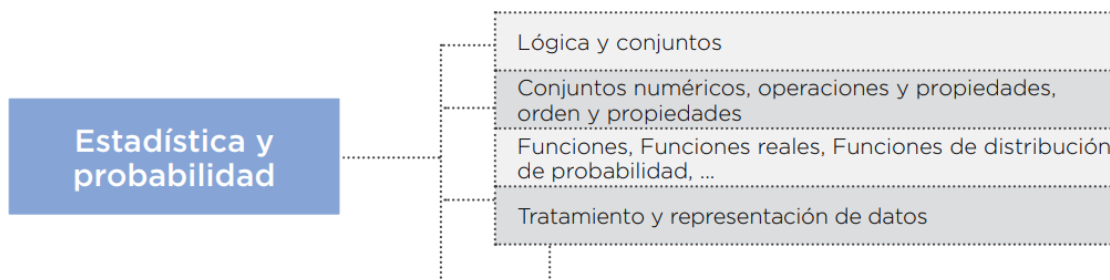 Estadística y
probabilidad
Lógica y conjuntos
Conjuntos numéricos, operaciones y propiedades,
orden y propiedades
Funciones, Funciones reales, Funciones de distribución
de probabilidad, ...
Tratamiento y representación de datos